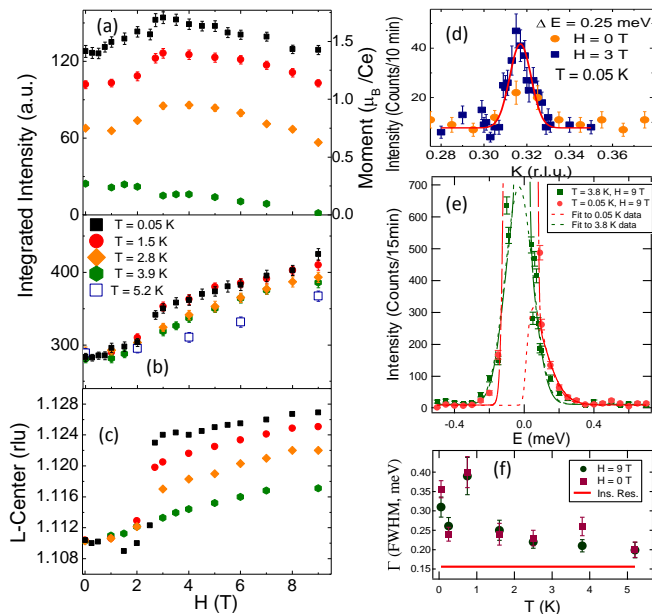 (a)
120
60
0
Integrated Intensity (a.u.)
1.5
1.0
0.5
0.0
Moment (μB/Ce)
T = 0.05 K
T = 1.5 K
T = 2.8 K
T = 3.9 K
T = 5.2 K
400
300
(b)
(c)
1.128
1.124
1.120
1.116
1.112
1.108
L-Center (rlu)
0 2 4 6 8
H (T)
(d)
Δ E = 0.25 meV
H = 0 T
H = 3 T
T = 0.05 K
40
20
Intensity (Counts/10 min)
0.28 0.30 0.32 0.34 0.36
K (r.l.u.)
(e)
T = 3.8 K, H = 9 T
T = 0.05 K, H = 9 T
Fit to 0.05 K data
Fit to 3.8 K data
700
600
500
400
300
200
100
0
Intensity (Counts/15min)
-0.4 0.0 0.4
E (meV)
(f)
H = 9 T
H = 0 T
Ins. Res.
0.40
0.35
0.30
0.25
0.20
0.15
Γ (FWHM, meV)
0 1 2 3 4 5
T (K)